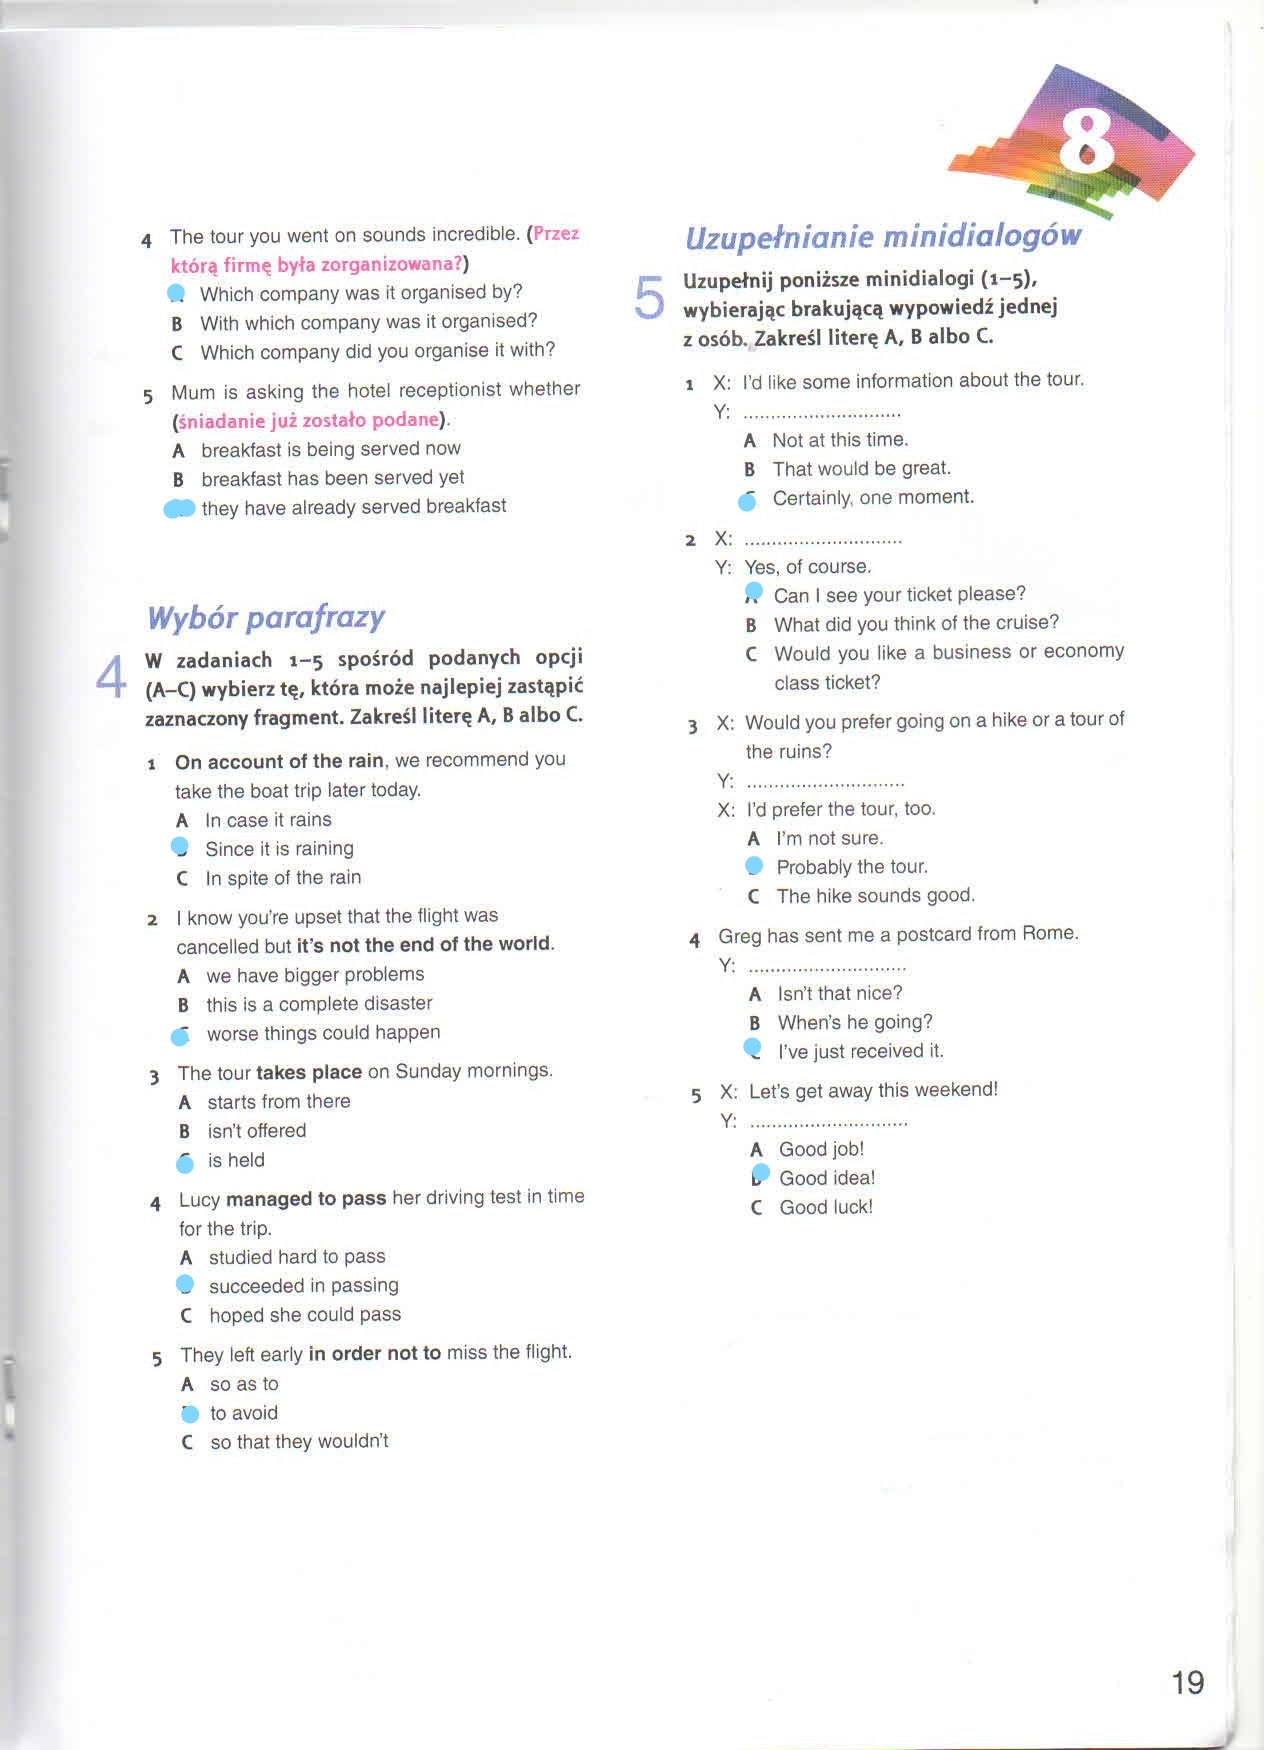 8
4 The tour you went on sounds incredible. (Przez
którą firmę była zorganizowana?)
Which company was it organised by?
B With which company was it organised?
C Which company did you organise it with?
5 Mum is asking the hotel receptionist whether
(śniadanie już zostało podane).
A breakfast is being served now
B breakfast has been served yet
they have already served breakfast
Wybór parafrazy
4 W zadaniach 1–5 spośród podanych opcji
(A–C) wybierz tę, która może najlepiej zastąpić
zaznaczony fragment. Zakreśl literę A, B albo C.
1 On account of the rain, we recommend you
take the boat trip later today.
A In case it rains
Since it is raining
C In spite of the rain
2 I know you're upset that the flight was
cancelled but it's not the end of the world.
A we have bigger problems
B this is a complete disaster
worse things could happen
3 The tour takes place on Sunday mornings.
A starts from there
B isn't offered
is held
4 Lucy managed to pass her driving test in time
for the trip.
A studied hard to pass
succeeded in passing
C hoped she could pass
5 They left early in order not to miss the flight.
A so as to
to avoid
C so that they wouldn't
Uzupełnianie minidialogów
5 Uzupełnij poniższe minidialogi (1–5),
wybierając brakującą wypowiedź jednej
z osób. Zakreśl literę A, B albo C.
1 X: I'd like some information about the tour.
Y: .............................
A Not at this time.
B That would be great.
Certainly, one moment.
2 X: .............................
Y: Yes, of course.
Can I see your ticket please?
B What did you think of the cruise?
C Would you like a business or economy
class ticket?
3 X: Would you prefer going on a hike or a tour of
the ruins?
Y: .............................
X: I'd prefer the tour, too.
A I'm not sure.
Probably the tour.
C The hike sounds good.
4 Greg has sent me a postcard from Rome.
Y: .............................
A Isn't that nice?
B When's he going?
I've just received it.
5 X: Let's get away this weekend!
Y: .............................
A Good job!
Good idea!
C Good luck!
19